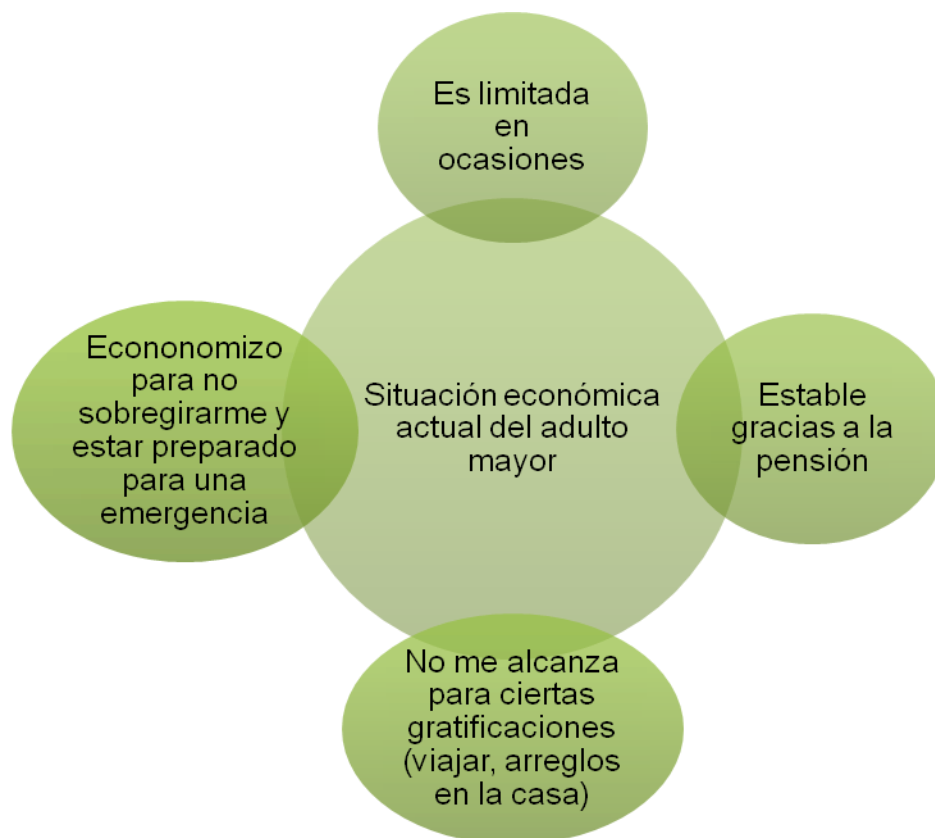 Es limitada
en
ocasiones
Econonomizo
para no
sobregirarme y
estar preparado
para una
emergencia
Situación económica
actual del adulto
mayor
Estable
gracias a la
pensión
No me alcanza
para ciertas
gratificaciones
(viajar, arreglos
en la casa)